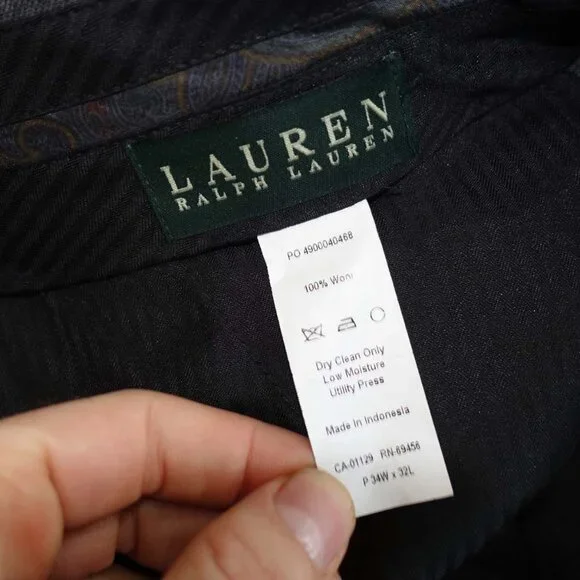 LAUREN
RALPH LAUREN
PO 4900040468
100% Wool
Dry Clean Only
Low Moisture
Utility Press
Made in Indonesia
CA-01129 RN-69456
P 34W x 32L